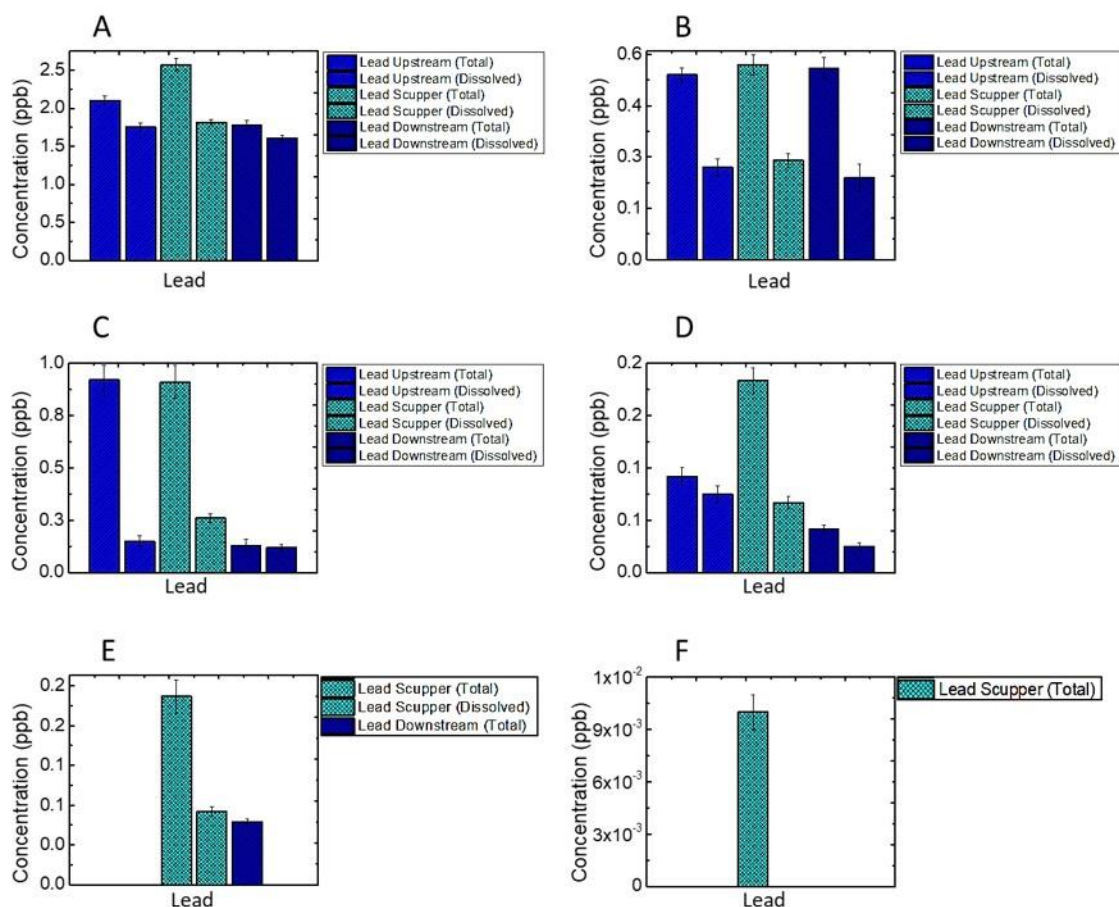 A
Concentration (ppb)
2.5
2.0
1.5
1.0
2.5
0.0
Lead
Lead Upstream (Total)
Lead Upstream (Dissolved)
Lead Scupper (Total)
Lead Scupper (Dissolved)
Lead Downstream (Total)
Lead Downstream (Dissolved)
B
Concentration (ppb)
0.6
0.4
0.3
0.1
0.0
Lead
Lead Upstream (Total)
Lead Upstream (Dissolved)
Lead Scupper (Total)
Lead Scupper (Dissolved)
Lead Downstream (Total)
Lead Downstream (Dissolved)
C
Concentration (ppb)
1.0
0.8
0.5
0.3
0.0
Lead
Lead Upstream (Total)
Lead Upstream (Dissolved)
Lead Scupper (Total)
Lead Scupper (Dissolved)
Lead Downstream (Total)
Lead Downstream (Dissolved)
D
Concentration (ppb)
0.2
0.2
0.1
0.1
0.0
Lead
Lead Upstream (Total)
Lead Upstream (Dissolved)
Lead Scupper (Total)
Lead Scupper (Dissolved)
Lead Downstream (Total)
Lead Downstream (Dissolved)
E
Concentration (ppb)
0.2
0.2
0.1
0.1
0.0
0.0
Lead
Lead Scupper (Total)
Lead Scupper (Dissolved)
Lead Downstream (Total)
F
Concentration (ppb)
1x10-2
9x10-3
6x10-3
3x10-3
0
Lead
Lead Scupper (Total)